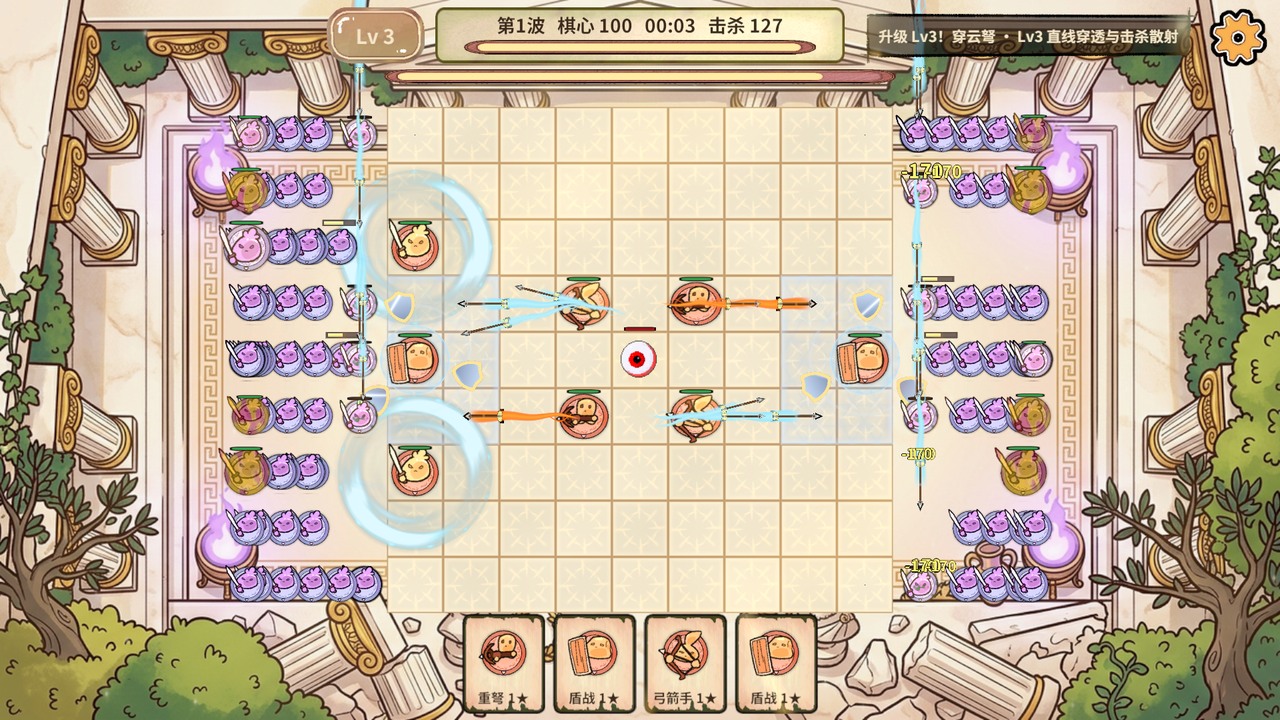 Lv 3
第1波 棋心 100 00:03 击杀 127
升级 Lv3！穿云弩 · Lv3 直线穿透与击杀散射
-170
-170
重弩 1★
盾战 1★
弓箭手 1★
盾战 1★